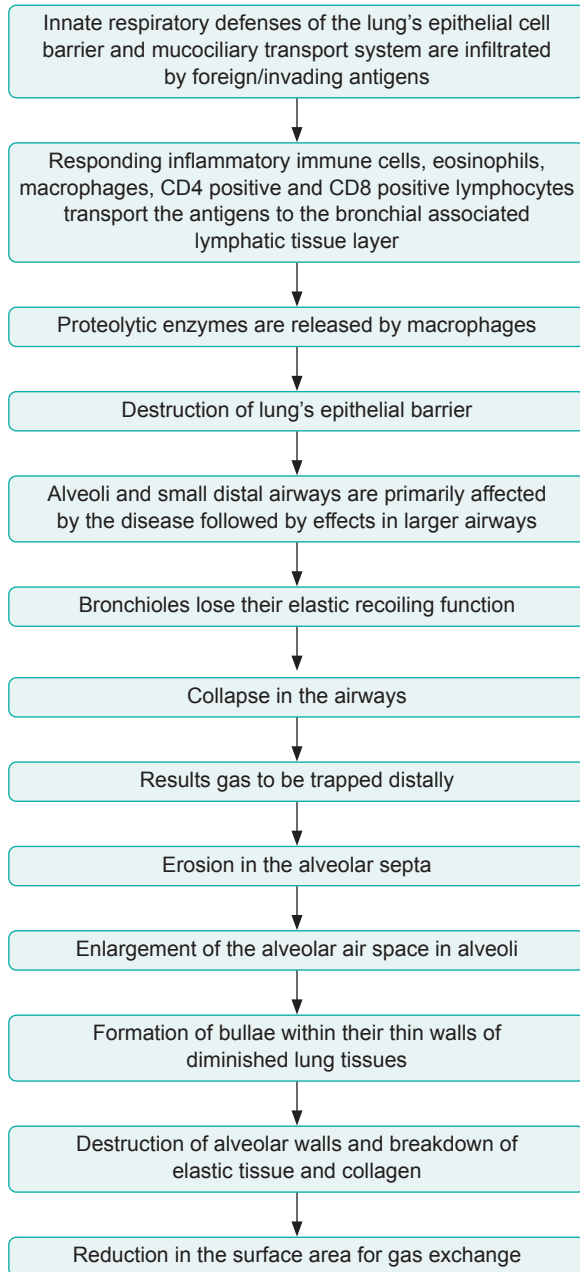 Innate respiratory defenses of the lung's epithelial cell
barrier and mucociliary transport system are infiltrated
by foreign/invading antigens
Responding inflammatory immune cells, eosinophils,
macrophages, CD4 positive and CD8 positive lymphocytes
transport the antigens to the bronchial associated
lymphatic tissue layer
Proteolytic enzymes are released by macrophages
Destruction of lung's epithelial barrier
Alveoli and small distal airways are primarily affected
by the disease followed by effects in larger airways
Bronchioles lose their elastic recoiling function
Collapse in the airways
Results gas to be trapped distally
Erosion in the alveolar septa
Enlargement of the alveolar air space in alveoli
Formation of bullae within their thin walls of
diminished lung tissues
Destruction of alveolar walls and breakdown of
elastic tissue and collagen
Reduction in the surface area for gas exchange